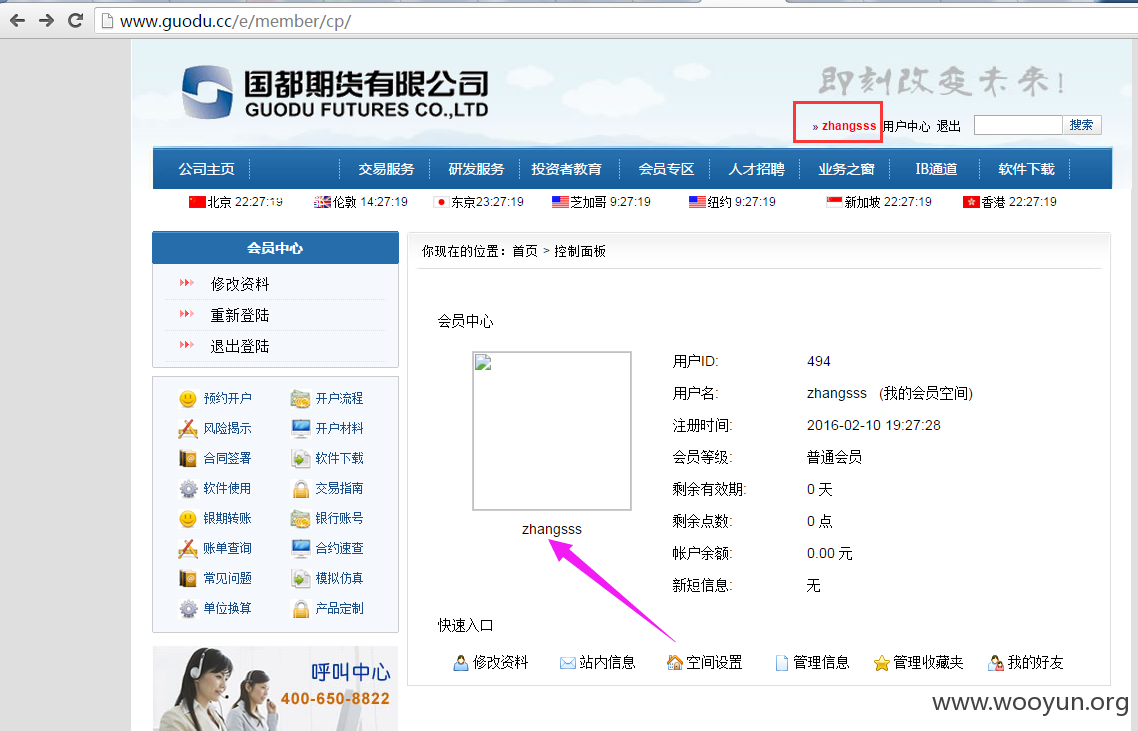 www.guodu.cc/e/member/cp/
国都期货有限公司
GUODU FUTURES CO.,LTD
即刻改变未来!
» zhangsss 用户中心 退出 搜索
公司主页 交易服务 研发服务 投资者教育 会员专区 人才招聘 业务之窗 IB通道 软件下载
北京 22:27:19 伦敦 14:27:19 东京23:27:19 芝加哥 9:27:19 纽约 9:27:19 新加坡 22:27:19 香港 22:27:19
会员中心
修改资料
重新登陆
退出登陆
预约开户 开户流程
风险揭示 开户材料
合同签署 软件下载
软件使用 交易指南
银期转账 银行账号
账单查询 合约速查
常见问题 模拟仿真
单位换算 产品定制
呼叫中心
400-650-8822
你现在的位置：首页 > 控制面板
会员中心
zhangsss
用户ID: 494
用户名: zhangsss (我的会员空间)
注册时间: 2016-02-10 19:27:28
会员等级: 普通会员
剩余有效期: 0 天
剩余点数: 0 点
帐户余额: 0.00 元
新短信息: 无
快速入口
修改资料 站内信息 空间设置 管理信息 管理收藏夹 我的好友
www.wooyun.org